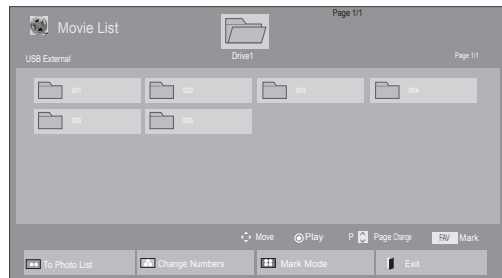 Page 1/1
Movie List
USB External
Drive1
Page 1/1
001
002
003
004
005
006
Move
Play
P
Page Change
FAV
Mark
To Photo List
Change Numbers
Mark Mode
Exit